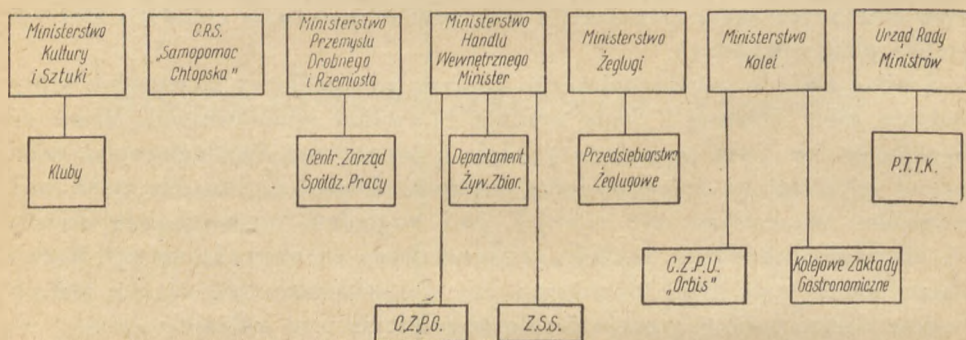 Ministerstwo
Kultury
i Sztuki
C.R.S.
„Samopomoc
Chłopska"
Ministerstwo
Przemysłu
Drobnego
i Rzemiosła
Ministerstwo
Handlu
Wewnętrznego
Minister
Ministerstwo
Żeglugi
Ministerstwo
Kolei
Urząd Rady
Ministrów
Kluby
Centr. Zarząd
Spółdz. Pracy
Departament
Żyw. Zbior.
Przedsiębiorstwo
Żeglugowe
P.T.T.K.
C.Z.P.U.
„Orbis"
Kolejowe Zakłady
Gastronomiczne
C.Z.P.G.
Z.S.S.